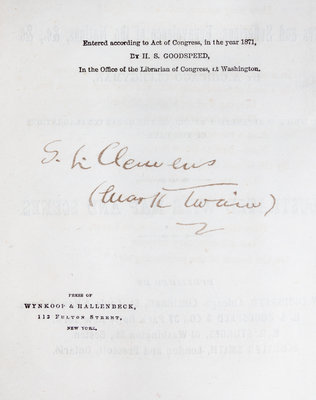 Entered according to Act of Congress, in the year 1871,
BY H. S. GOODSPEED,
In the Office of the Librarian of Congress, at Washington.
S. L. Clemens
(Mark Twain)
PRESS OF
WYNKOOP & HALLENBECK,
113 FULTON STREET,
NEW YORK.